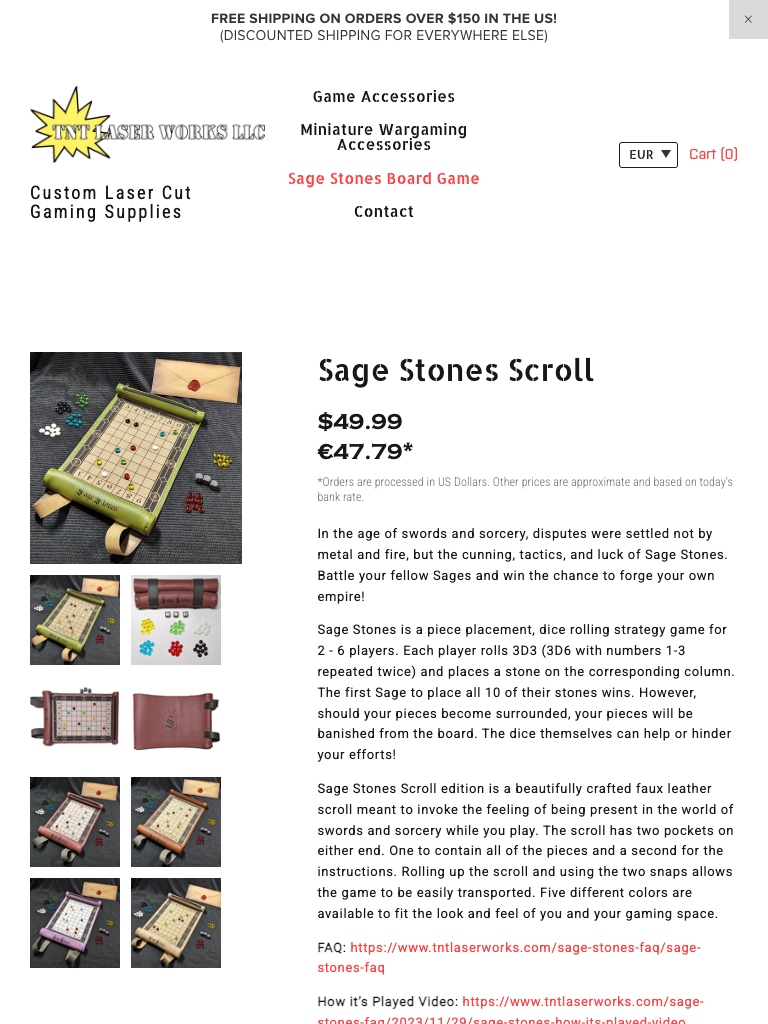 FREE SHIPPING ON ORDERS OVER $150 IN THE US!
(DISCOUNTED SHIPPING FOR EVERYWHERE ELSE)
x
TNT LASER WORKS LLC
Custom Laser Cut
Gaming Supplies
Game Accessories
Miniature Wargaming
Accessories
Sage Stones Board Game
Contact
EUR
Cart (0)
Sage Stones
Sage Stones Scroll
$49.99
€47.79*
*Orders are processed in US Dollars. Other prices are approximate and based on today's
bank rate.
In the age of swords and sorcery, disputes were settled not by
metal and fire, but the cunning, tactics, and luck of Sage Stones.
Battle your fellow Sages and win the chance to forge your own
empire!
Sage Stones is a piece placement, dice rolling strategy game for
2 - 6 players. Each player rolls 3D3 (3D6 with numbers 1-3
repeated twice) and places a stone on the corresponding column.
The first Sage to place all 10 of their stones wins. However,
should your pieces become surrounded, your pieces will be
banished from the board. The dice themselves can help or hinder
your efforts!
Sage Stones Scroll edition is a beautifully crafted faux leather
scroll meant to invoke the feeling of being present in the world of
swords and sorcery while you play. The scroll has two pockets on
either end. One to contain all of the pieces and a second for the
instructions. Rolling up the scroll and using the two snaps allows
the game to be easily transported. Five different colors are
available to fit the look and feel of you and your gaming space.
FAQ: https://www.tntlaserworks.com/sage-stones-faq/sage-
stones-faq
How it's Played Video: https://www.tntlaserworks.com/sage-
stones-faq/2023/11/29/sage-stones-how-its-played-video